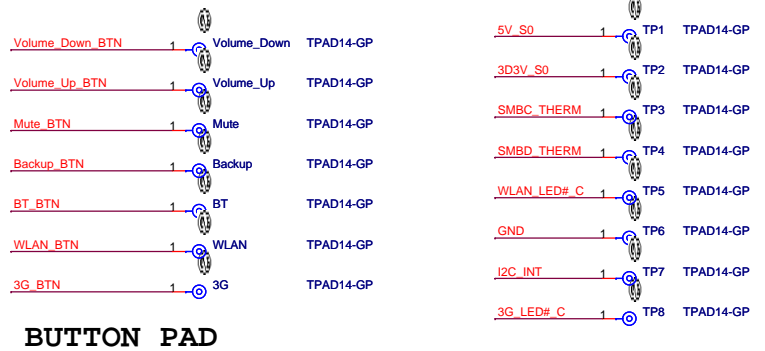 Volume_Down_BTN 1 Volume_Down TPAD14-GP
Volume_Up_BTN 1 Volume_Up TPAD14-GP
Mute_BTN 1 Mute TPAD14-GP
Backup_BTN 1 Backup TPAD14-GP
BT_BTN 1 BT TPAD14-GP
WLAN_BTN 1 WLAN TPAD14-GP
3G_BTN 1 3G TPAD14-GP
BUTTON PAD
5V_S0 1 TP1 TPAD14-GP
3D3V_S0 1 TP2 TPAD14-GP
SMBC_THERM 1 TP3 TPAD14-GP
SMBD_THERM 1 TP4 TPAD14-GP
WLAN_LED#_C 1 TP5 TPAD14-GP
GND 1 TP6 TPAD14-GP
I2C_INT 1 TP7 TPAD14-GP
3G_LED#_C 1 TP8 TPAD14-GP